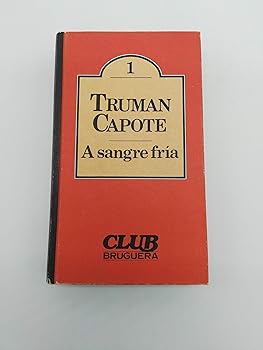 1
TRUMAN
CAPOTE
A sangre fría
CLUB
BRUGUERA